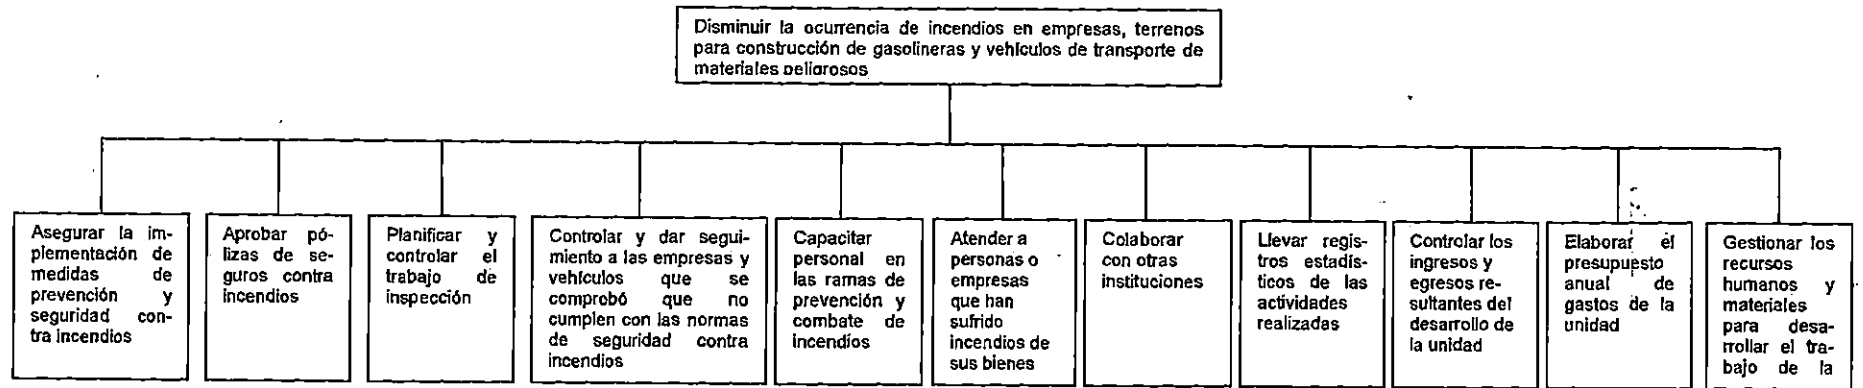 Disminuir la ocurrencia de incendios en empresas, terrenos
para construcción de gasolineras y vehículos de transporte de
materiales peligrosos
Asegurar la im-
plementación de
medidas de
prevención y
seguridad con-
tra incendios
Aprobar pó-
lizas de se-
guros contra
incendios
Planificar y
controlar el
trabajo de
inspección
Controlar y dar segui-
miento a las empresas y
vehículos que se
comprobó que no
cumplen con las normas
de seguridad contra
incendios
Capacitar
personal en
las ramas de
prevención y
combate de
incendios
Atender a
personas o
empresas
que han
sufrido
incendios de
sus bienes
Colaborar
con otras
instituciones
Llevar regis-
tros estadís-
ticos de las
actividades
realizadas
Controlar los
ingresos y
egresos re-
sultantes del
desarrollo de
la unidad
Elaborar el
presupuesto
anual de
gastos de la
unidad
Gestionar los
recursos
humanos y
materiales
para desa-
rrollar el tra-
bajo de la